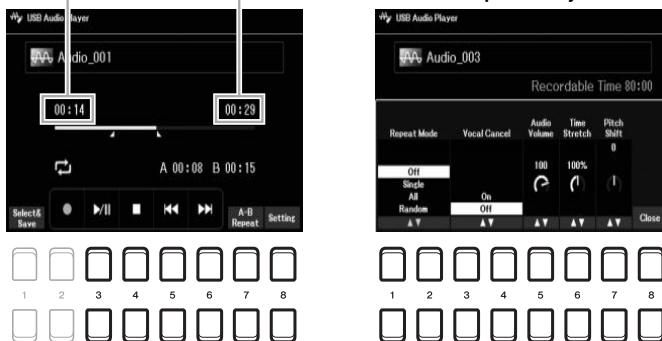 USB Audio Player
Audio_001
00:14
00:29
A 00:08 B 00:15
Select& Save
A-B Repeat
Setting
1 2 3 4 5 6 7 8
USB Audio Player
Audio_003
Recordable Time 80:00
Repeat Mode
Vocal Cancel
Audio Volume
Time Stretch
Pitch Shift
0
100
100%
Off
Single
All
Random
On
Off
Close
1 2 3 4 5 6 7 8